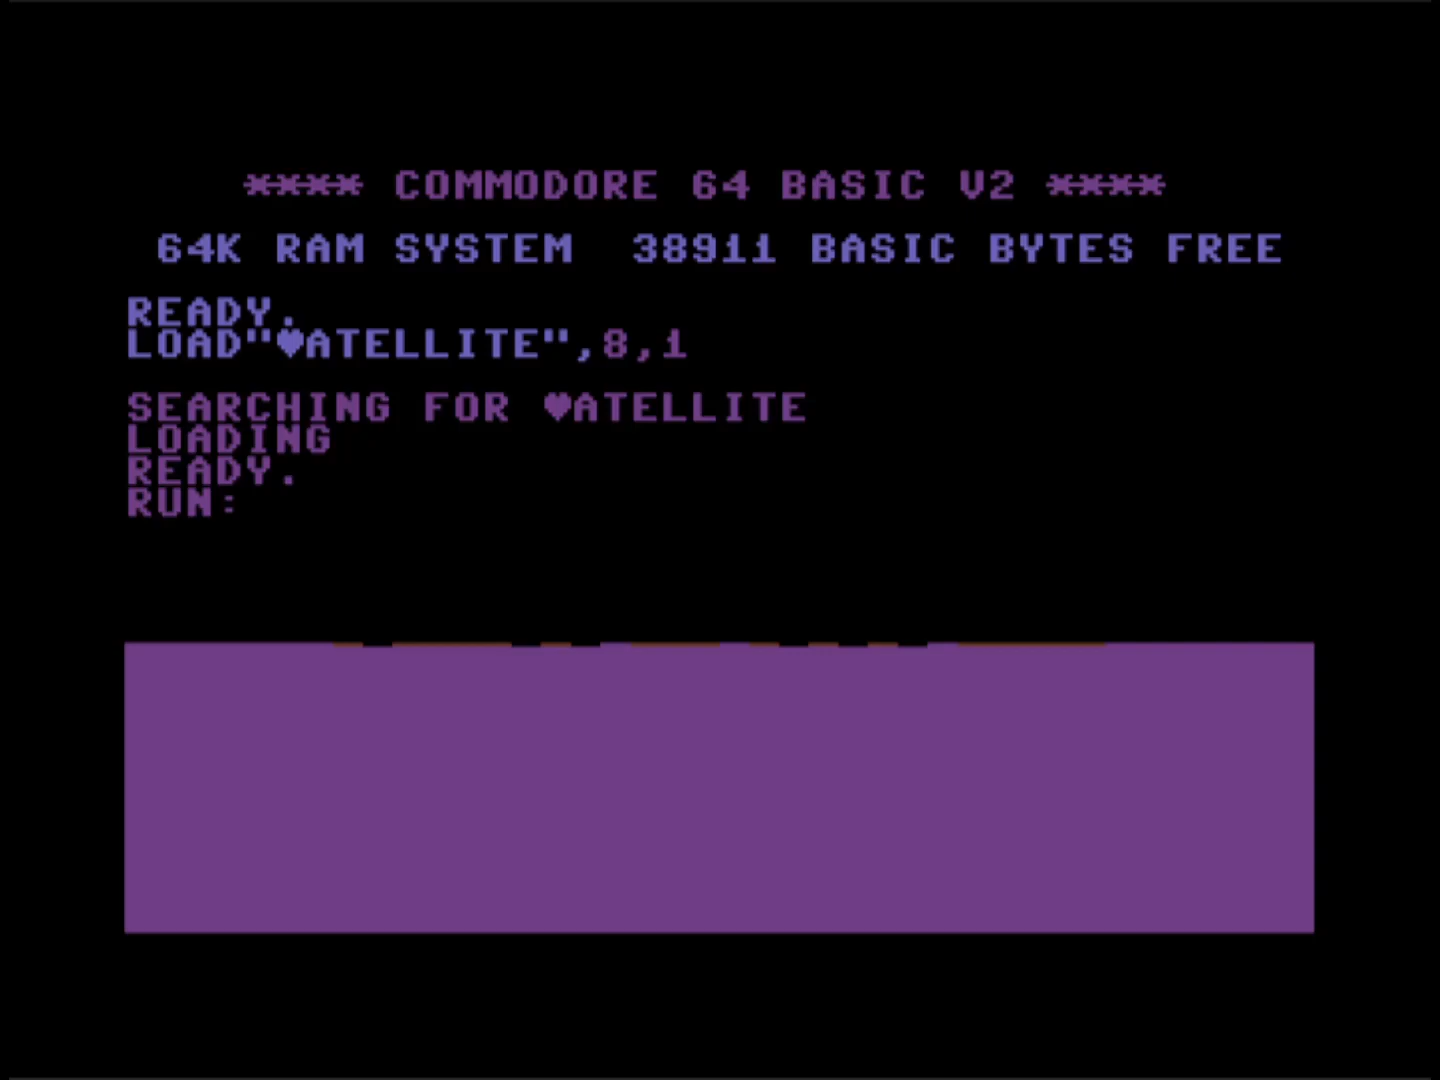 **** COMMODORE 64 BASIC V2 ****
64K RAM SYSTEM  38911 BASIC BYTES FREE
READY.
LOAD"♥ATELLITE",8,1
SEARCHING FOR ♥ATELLITE
LOADING
READY.
RUN: